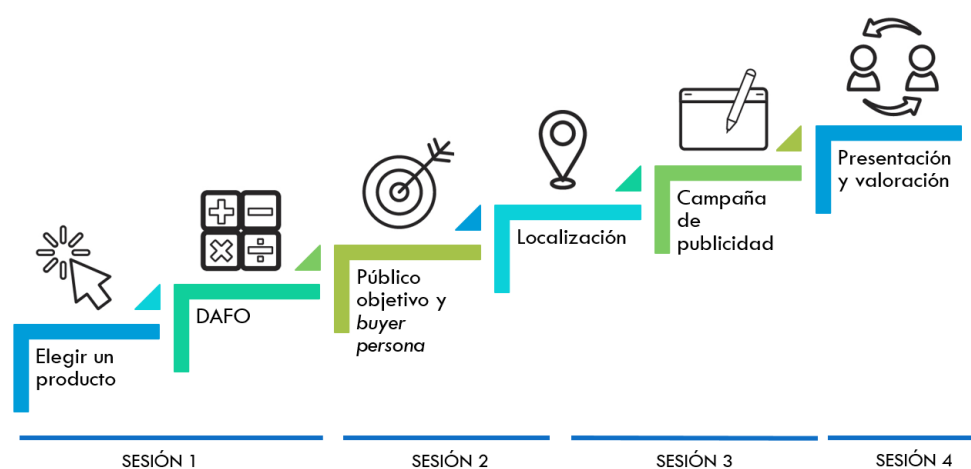 Elegir un
producto
DAFO
Público
objetivo y
buyer
persona
Localización
Campaña
de
publicidad
Presentación
y valoración
SESIÓN 1
SESIÓN 2
SESIÓN 3
SESIÓN 4